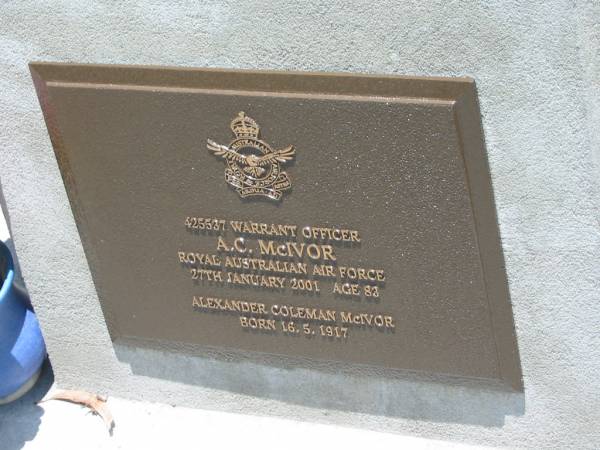 AUSTRALIAN
425537 WARRANT OFFICER
A.C. McIVOR
ROYAL AUSTRALIAN AIR FORCE
27TH JANUARY 2001 AGE 83
ALEXANDER COLEMAN McIVOR
BORN 16.5.1917